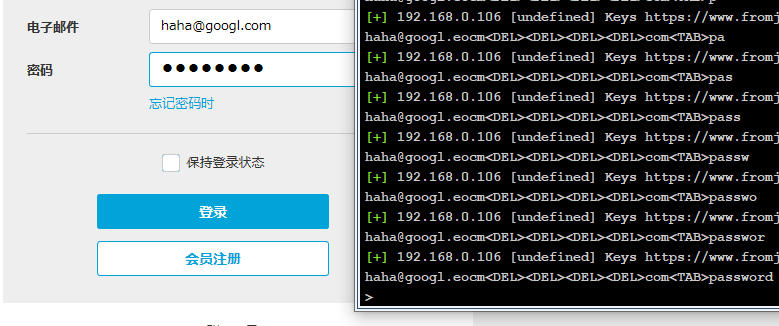 电子邮件
haha@googl.com
密码
忘记密码时
保持登录状态
登录
会员注册
[+] 192.168.0.106 [undefined] Keys https://www.fromj
haha@googl.eocm<DEL><DEL><DEL><DEL>com<TAB>pa
[+] 192.168.0.106 [undefined] Keys https://www.fromj
haha@googl.eocm<DEL><DEL><DEL><DEL>com<TAB>pas
[+] 192.168.0.106 [undefined] Keys https://www.fromj
haha@googl.eocm<DEL><DEL><DEL><DEL>com<TAB>pass
[+] 192.168.0.106 [undefined] Keys https://www.fromj
haha@googl.eocm<DEL><DEL><DEL><DEL>com<TAB>passw
[+] 192.168.0.106 [undefined] Keys https://www.fromj
haha@googl.eocm<DEL><DEL><DEL><DEL>com<TAB>passwo
[+] 192.168.0.106 [undefined] Keys https://www.fromj
haha@googl.eocm<DEL><DEL><DEL><DEL>com<TAB>passwor
[+] 192.168.0.106 [undefined] Keys https://www.fromj
haha@googl.eocm<DEL><DEL><DEL><DEL>com<TAB>password
>